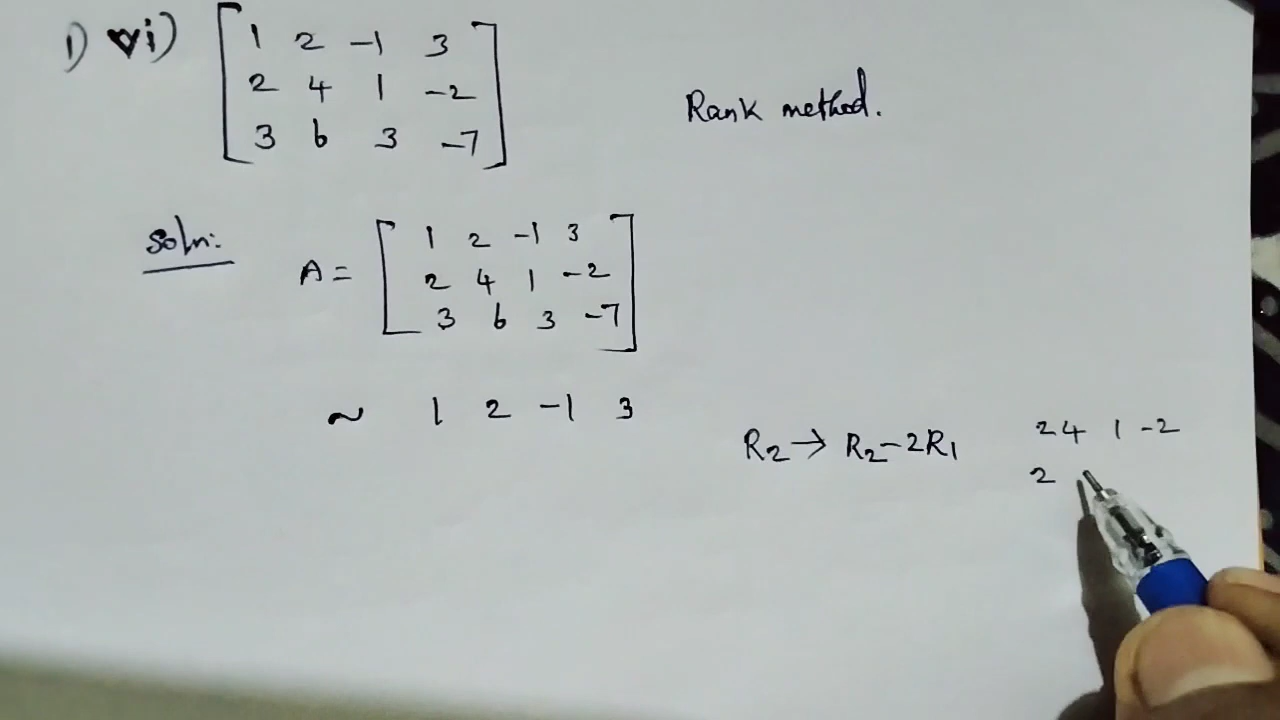 1) vi) [ 1 2 -1 3
2 4 1 -2
3 6 3 -7 ]
Rank method.
Soln:
A = [ 1 2 -1 3
2 4 1 -2
3 6 3 -7 ]
~ 1 2 -1 3
R₂ → R₂-2R₁
2 4 1 -2
2